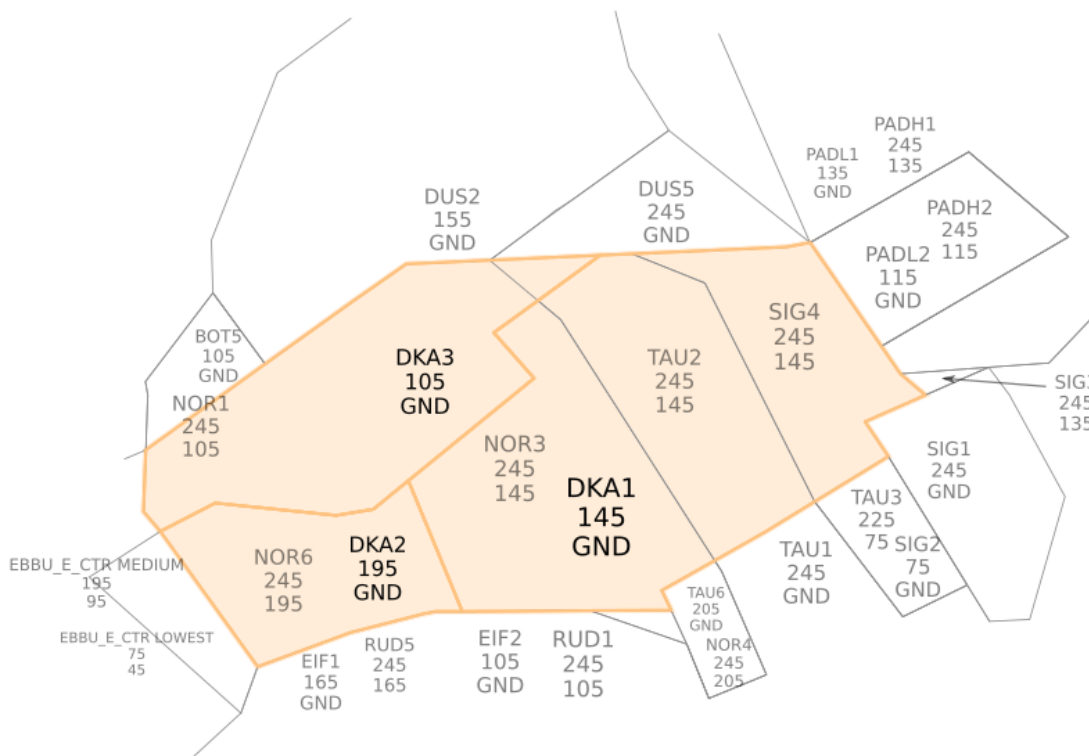 PADH1
245
135
PADL1
135
GND
DUS2
155
GND
DUS5
245
GND
PADH2
245
115
PADL2
115
GND
SIG4
245
145
BOT5
105
GND
DKA3
105
GND
TAU2
245
145
NOR1
245
105
SIG
245
135
NOR3
245
145
SIG1
245
GND
DKA1
145
GND
TAU3
225
75
SIG2
75
GND
DKA2
195
GND
NOR6
245
195
TAU1
245
GND
EBBU_E_CTR MEDIUM
195
95
TAU6
205
GND
EBBU_E_CTR LOWEST
75
45
EIF2
105
GND
RUD1
245
105
RUD5
245
165
NOR4
245
205
EIF1
165
GND